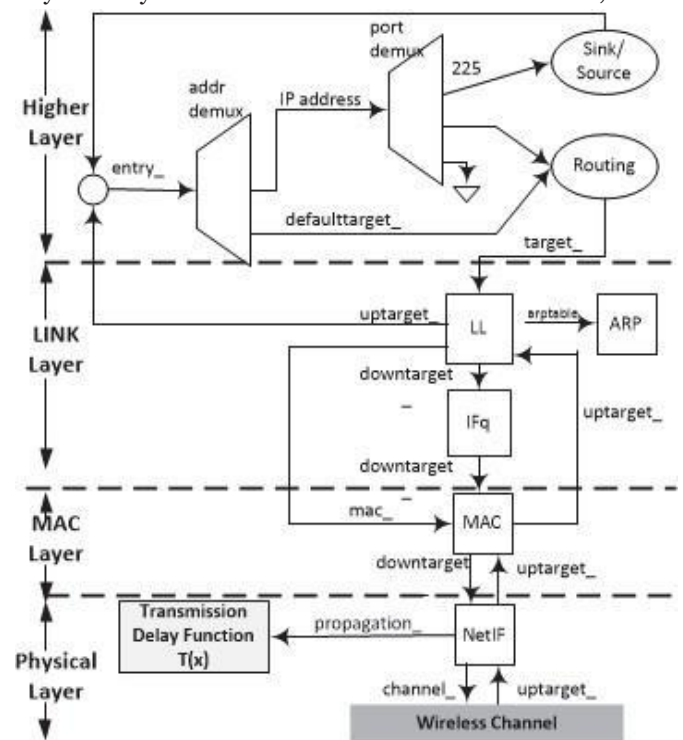 port
demux
225
Sink/
Source
Higher
Layer
addr
demux
IP address
entry_
Routing
defaulttarget_
target_
LINK
Layer
uptarget_
LL
arptable
ARP
downtarget
_
IFq
uptarget_
downtarget
_
MAC
Layer
mac_
MAC
downtarget
uptarget_
Transmission
Delay Function
T(x)
propagation_
NetIF
Physical
Layer
channel_
uptarget_
Wireless Channel